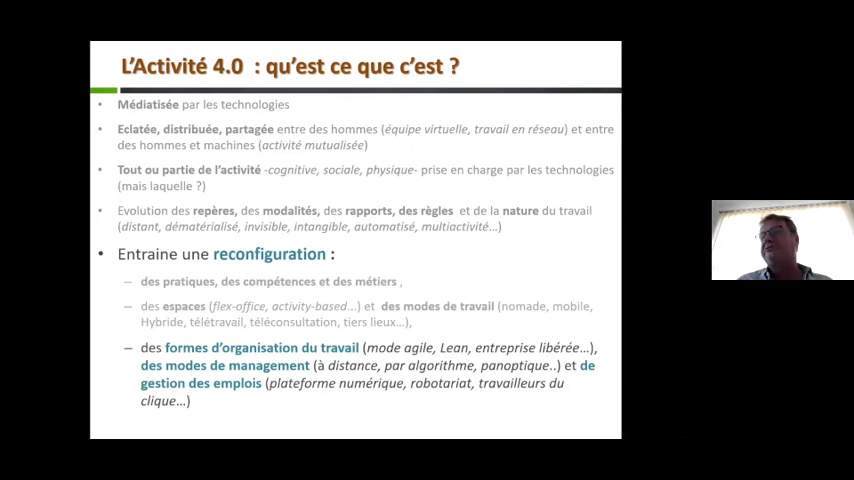 L'Activité 4.0  : qu'est ce que c'est ?
• Médiatisée par les technologies
• Eclatée, distribuée, partagée entre des hommes (équipe virtuelle, travail en réseau) et entre
des hommes et machines (activité mutualisée)
• Tout ou partie de l'activité -cognitive, sociale, physique- prise en charge par les technologies
(mais laquelle ?)
• Evolution des repères, des modalités, des rapports, des règles et de la nature du travail
(distant, dématérialisé, invisible, intangible, automatisé, multiactivité…)
• Entraine une reconfiguration :
– des pratiques, des compétences et des métiers ,
– des espaces (flex-office, activity-based...) et des modes de travail (nomade, mobile,
Hybride, télétravail, téléconsultation, tiers lieux…),
– des formes d'organisation du travail (mode agile, Lean, entreprise libérée…),
des modes de management (à distance, par algorithme, panoptique..) et de
gestion des emplois (plateforme numérique, robotariat, travailleurs du
clique…)